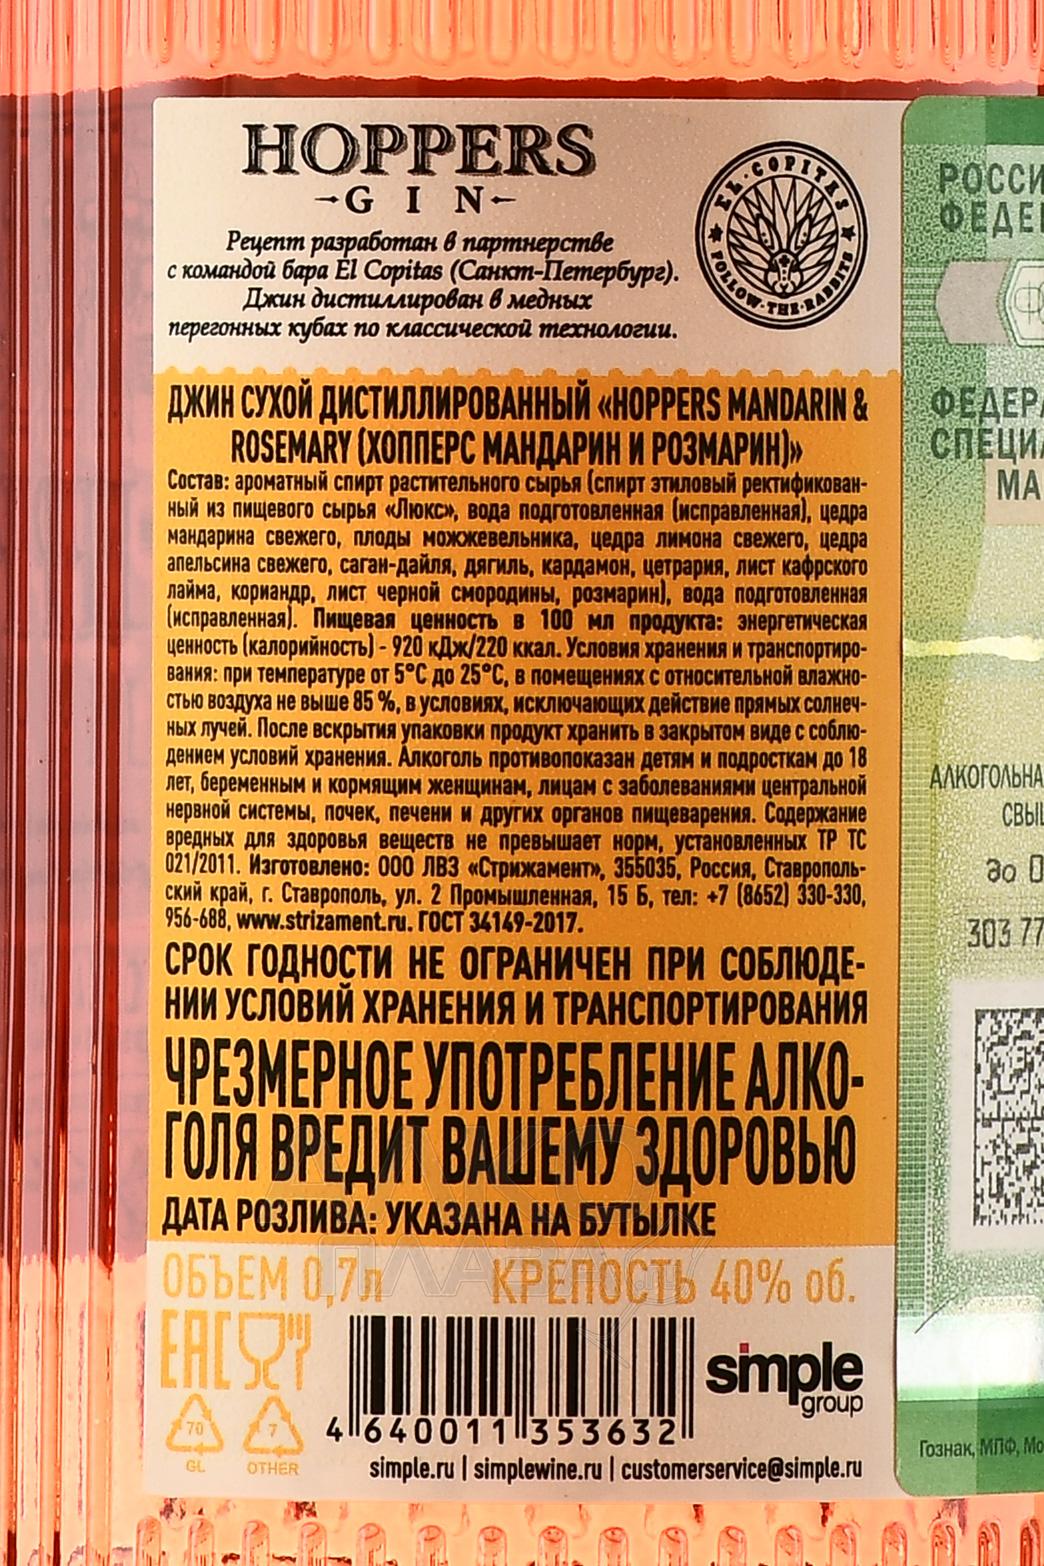 HOPPERS
GIN
Рецепт разработан в партнерстве
с командой бара El Copitas (Санкт-Петербург).
Джин дистиллирован в медных
перегонных кубах по классической технологии.
EL·COPITAS
FOLLOW·THE·RABBITS
ДЖИН СУХОЙ ДИСТИЛЛИРОВАННЫЙ «HOPPERS MANDARIN &
ROSEMARY (ХОППЕРС МАНДАРИН И РОЗМАРИН)»
Состав: ароматный спирт растительного сырья (спирт этиловый ректификован-
ный из пищевого сырья «Люкс», вода подготовленная (исправленная), цедра
мандарина свежего, плоды можжевельника, цедра лимона свежего, цедра
апельсина свежего, саган-дайля, дягиль, кардамон, цетрария, лист кафрского
лайма, кориандр, лист черной смородины, розмарин), вода подготовленная
(исправленная). Пищевая ценность в 100 мл продукта: энергетическая
ценность (калорийность) - 920 кДж/220 ккал. Условия хранения и транспортиро-
вания: при температуре от 5°С до 25°С, в помещениях с относительной влажно-
стью воздуха не выше 85 %, в условиях, исключающих действие прямых солнеч-
ных лучей. После вскрытия упаковки продукт хранить в закрытом виде с соблю-
дением условий хранения. Алкоголь противопоказан детям и подросткам до 18
лет, беременным и кормящим женщинам, лицам с заболеваниями центральной
нервной системы, почек, печени и других органов пищеварения. Содержание
вредных для здоровья веществ не превышает норм, установленных ТР ТС
021/2011. Изготовлено: ООО ЛВЗ «Стрижамент», 355035, Россия, Ставрополь-
ский край, г. Ставрополь, ул. 2 Промышленная, 15 Б, тел: +7 (8652) 330-330,
956-688, www.strizament.ru. ГОСТ 34149-2017.
СРОК ГОДНОСТИ НЕ ОГРАНИЧЕН ПРИ СОБЛЮДЕ-
НИИ УСЛОВИЙ ХРАНЕНИЯ И ТРАНСПОРТИРОВАНИЯ
ЧРЕЗМЕРНОЕ УПОТРЕБЛЕНИЕ АЛКО-
ГОЛЯ ВРЕДИТ ВАШЕМУ ЗДОРОВЬЮ
ДАТА РОЗЛИВА: УКАЗАНА НА БУТЫЛКЕ
ОБЪЕМ 0,7л КРЕПОСТЬ 40% об.
EAC
70
GL
7
OTHER
4 640011 353632
simple
group
simple.ru | simplewine.ru | customerservice@simple.ru
РОССИ
ФЕДЕ
ФЕДЕР
СПЕЦИА
МА
АЛКОГОЛЬНА
СВЫ
до 0
303 77
Гознак, МПФ, Мо